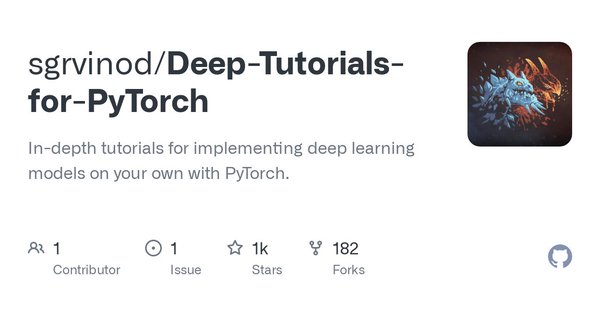 sgrvinod/Deep-Tutorials-
for-PyTorch
In-depth tutorials for implementing deep learning
models on your own with PyTorch.
1
Contributor
1
Issue
1k
Stars
182
Forks